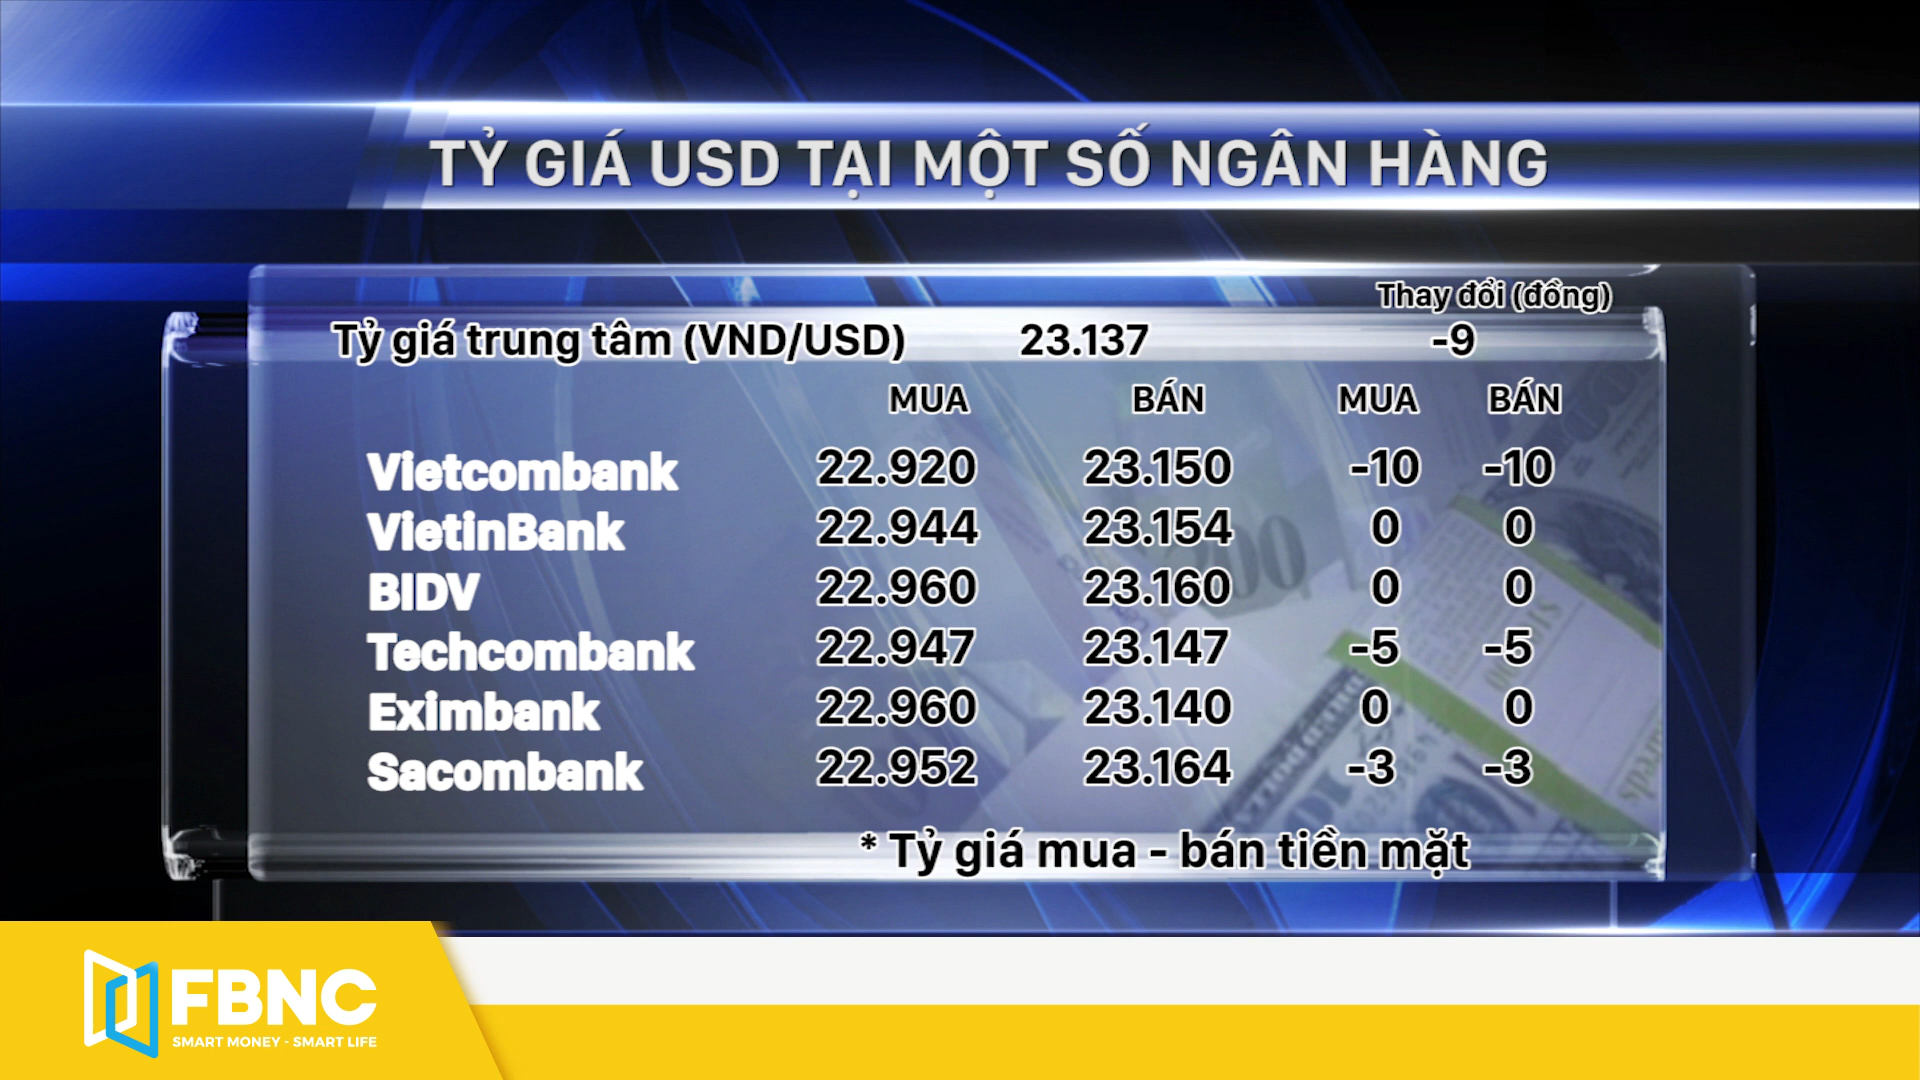 TỶ GIÁ USD TẠI MỘT SỐ NGÂN HÀNG
Thay đổi (đồng)
Tỷ giá trung tâm (VND/USD) 23.137 -9
MUA BÁN MUA BÁN
Vietcombank 22.920 23.150 -10 -10
VietinBank 22.944 23.154 0 0
BIDV 22.960 23.160 0 0
Techcombank 22.947 23.147 -5 -5
Eximbank 22.960 23.140 0 0
Sacombank 22.952 23.164 -3 -3
* Tỷ giá mua - bán tiền mặt
FBNC
SMART MONEY - SMART LIFE